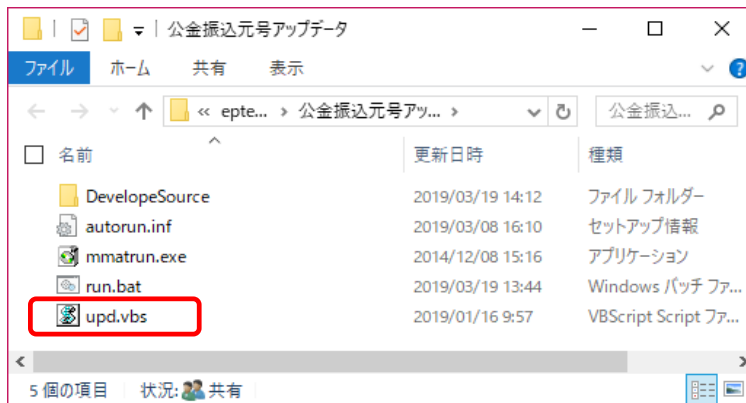 公金振込元号アップデータ
ファイル ホーム 共有 表示
« epte... › 公金振込元号アッ... › 公金振込...
名前 更新日時 種類
DevelopeSource 2019/03/19 14:12 ファイル フォルダー
autorun.inf 2019/03/08 16:10 セットアップ情報
mmatrun.exe 2014/12/08 15:16 アプリケーション
run.bat 2019/03/19 13:44 Windows バッチ ファ...
upd.vbs 2019/01/16 9:57 VBScript Script ファ...
5 個の項目 状況: 共有